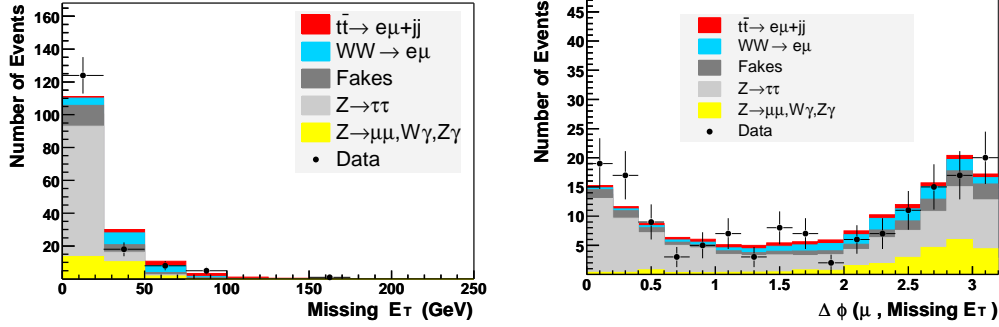 Number of Events
160
140
120
100
80
60
40
20
tt̄→ eμ+jj
WW→ eμ
Fakes
Z→ττ
Z→μμ,Wγ,Zγ
Data
0 50 100 150 200 250
Missing ET (GeV)
Number of Events
45
40
35
30
25
20
15
10
5
tt̄→ eμ+jj
WW→ eμ
Fakes
Z→ττ
Z→μμ,Wγ,Zγ
Data
0 0.5 1 1.5 2 2.5 3
Δ ϕ (μ , Missing ET)